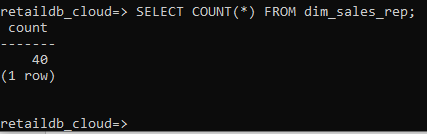 retaildb_cloud=> SELECT COUNT(*) FROM dim_sales_rep;
 count
-------
    40
(1 row)
retaildb_cloud=>